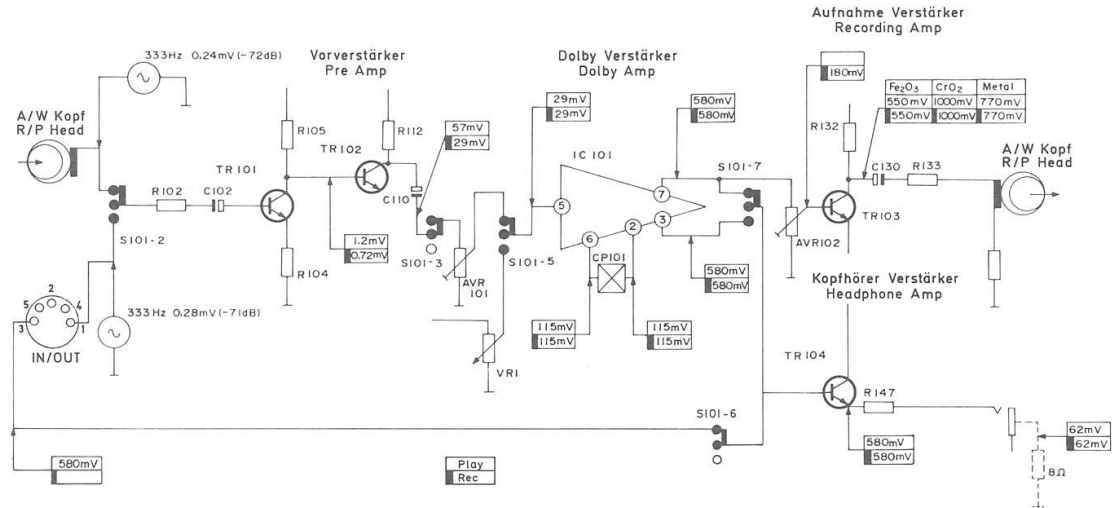 Aufnahme Verstärker
Recording Amp
333Hz 0.24mV (-72dB)
Vorverstärker
Pre Amp
Dolby Verstärker
Dolby Amp
180mV
Fe₂O₃ CrO₂ Metal
550mV 1000mV 770mV
550mV 1000mV 770mV
A/W Kopf
R/P Head
R105
R112
TR102
57mV
29mV
29mV
29mV
580mV
580mV
R132
A/W Kopf
R/P Head
TR101
IC 101
S101-7
C130
R133
R102
C102
C110
7
5
2
3
6
TR103
AVR102
S101-2
1.2mV
0.72mV
S101-3
S101-5
CP101
R104
AVR
101
580mV
580mV
Kopfhörer Verstärker
Headphone Amp
2
5
4
3
1
IN/OUT
333Hz 0.28mV (-71dB)
115mV
115mV
115mV
115mV
VR1
TR104
R147
S101-6
580mV
580mV
62mV
62mV
8Ω
580mV
Play
Rec